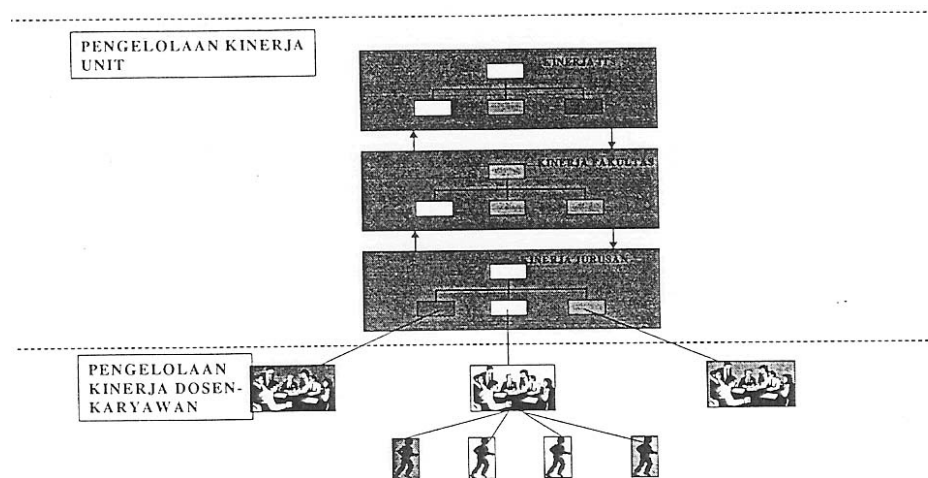 PENGELOLAAN KINERJA
UNIT
KINERJA ITS
KINERJA FAKULTAS
KINERJA JURUSAN
PENGELOLAAN
KINERJA DOSEN-
KARYAWAN